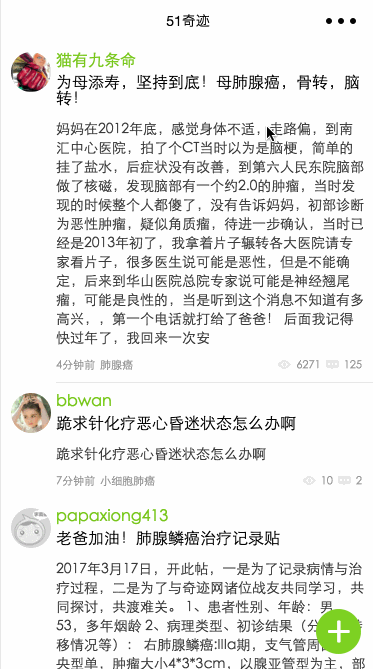 51奇迹
猫有九条命
为母添寿，坚持到底！母肺腺癌，骨转，脑
转！
妈妈在2012年底，感觉身体不适，走路偏，到南
汇中心医院，拍了个CT当时以为是脑梗，简单的
挂了盐水，后症状没有改善，到第六人民东院脑部
做了核磁，发现脑部有一个约2.0的肿瘤，当时发
现的时候整个人都傻了，没有告诉妈妈，初部诊断
为恶性肿瘤，疑似角质瘤，待进一步确认，当时已
经是2013年初了，我拿着片子辗转各大医院请专
家看片子，很多医生说可能是恶性，但是不能确
定，后来到华山医院总院专家说可能是神经翘尾
瘤，可能是良性的，当是听到这个消息不知道有多
高兴，，第一个电话就打给了爸爸！ 后面我记得
快过年了，我回来一次安
4分钟前 肺腺癌 6271 125
bbwan
跪求针化疗恶心昏迷状态怎么办啊
跪求针化疗恶心昏迷状态怎么办啊
7分钟前 小细胞肺癌 10 2
papaxiong413
老爸加油！肺腺鳞癌治疗记录贴
2017年3月17日，开此帖，一是为了记录病情与治
疗过程，二是为了与奇迹网诸位战友共同学习，共
同探讨，共渡难关。 1、患者性别、年龄：男
53，多年烟龄 2、病理类型、初诊结果（分
移情况等）： 右肺腺鳞癌:IIIa期，支气管周
央型单，肿瘤大小4*3*3cm，以腺亚管型为主，部